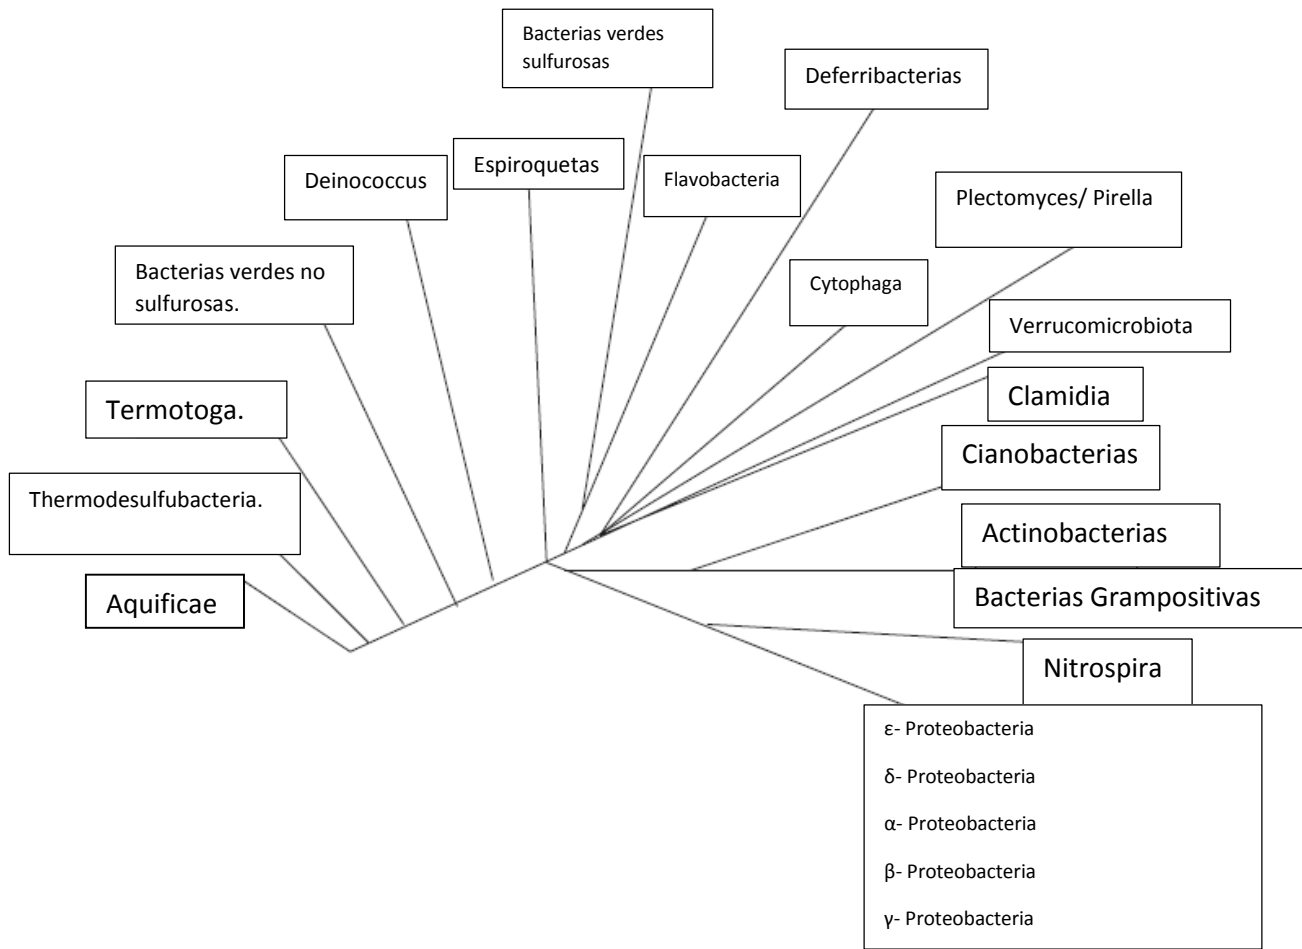 Bacterias verdes
sulfurosas
Deferribacterias
Espiroquetas
Deinococcus
Flavobacteria
Plectomyces/ Pirella
Bacterias verdes no
sulfurosas.
Cytophaga
Verrucomicrobiota
Termotoga.
Clamidia
Cianobacterias
Thermodesulfubacteria.
Actinobacterias
Aquificae
Bacterias Grampositivas
Nitrospira
ε- Proteobacteria
δ- Proteobacteria
α- Proteobacteria
β- Proteobacteria
γ- Proteobacteria